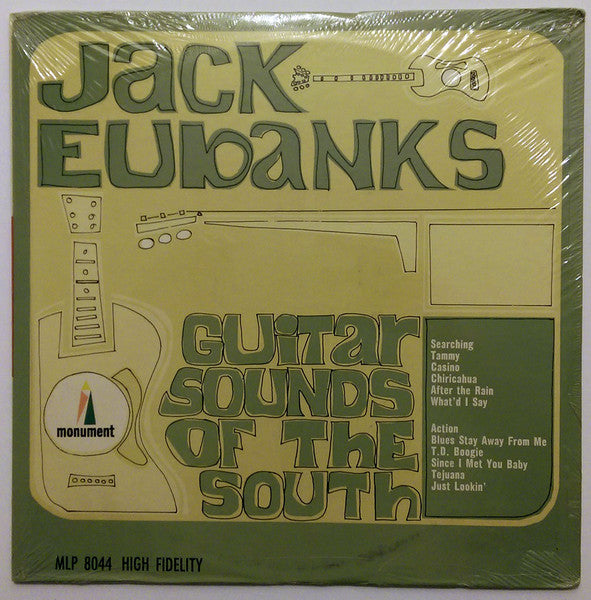 Jack
Eubanks
Guitar
Sounds
of the
South
Searching
Tammy
Casino
Chiricahua
After the Rain
What'd I Say
Action
Blues Stay Away From Me
T.D. Boogie
Since I Met You Baby
Tejuana
Just Lookin'
monument
MLP 8044 HIGH FIDELITY